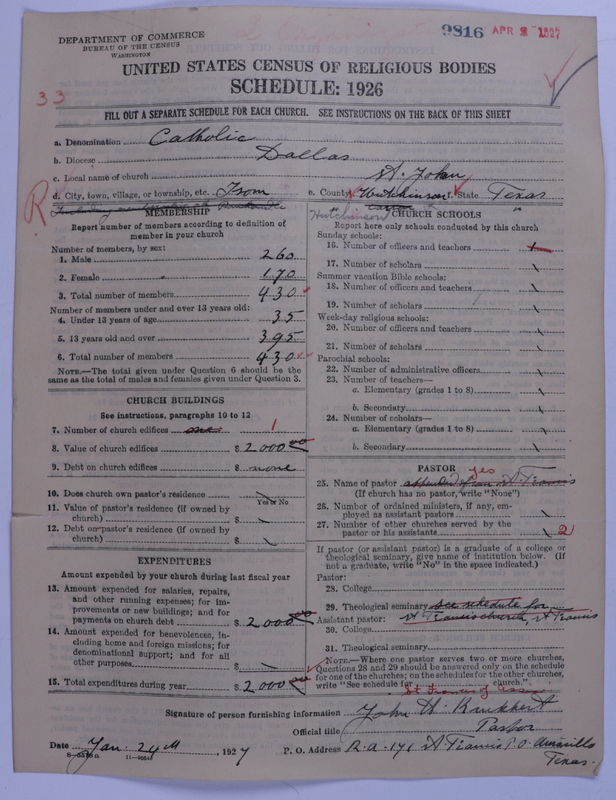 DEPARTMENT OF COMMERCE
BUREAU OF THE CENSUS
WASHINGTON
9816 APR 2 1927
UNITED STATES CENSUS OF RELIGIOUS BODIES
SCHEDULE: 1926
33
FILL OUT A SEPARATE SCHEDULE FOR EACH CHURCH. SEE INSTRUCTIONS ON THE BACK OF THIS SHEET
a. Denomination Catholic
b. Diocese Dallas
c. Local name of church St. John
d. City, town, village, or township, etc. Isom e. County Hutchinson State Texas
R
Hutchinson
MEMBERSHIP
Report number of members according to definition of member in your church
Number of members, by sex:
1. Male 260
2. Female 170
3. Total number of members 430
Number of members under and over 13 years old:
4. Under 13 years of age 35
5. 13 years old and over 395
6. Total number of members 430
NOTE.—The total given under Question 6 should be
same as the total of males and females given under Question 3.
CHURCH BUILDINGS
See instructions, paragraphs 10 to 12
7. Number of church edifices one 1
8. Value of church edifices $ 2000 00
9. Debt on church edifices $ none
10. Does church own pastor's residence \
Yes or No
11. Value of pastor's residence (if owned by
church) $ \
12. Debt on pastor's residence (if owned by
church) $ \
EXPENDITURES
Amount expended by your church during last fiscal year
13. Amount expended for salaries, repairs,
and other running expenses; for im-
provements or new buildings; and for
payments on church debt $ 2000 00
14. Amount expended for benevolences, in-
cluding home and foreign missions; for
denominational support; and for all
other purposes $ \
15. Total expenditures during year $ 2000 00
CHURCH SCHOOLS
Report here only schools conducted by this church
Sunday schools:
16. Number of officers and teachers 1
17. Number of scholars \
Summer vacation Bible schools:
18. Number of officers and teachers \
19. Number of scholars \
Week-day religious schools:
20. Number of officers and teachers \
21. Number of scholars \
Parochial schools:
22. Number of administrative officers \
23. Number of teachers—
a. Elementary (grades 1 to 8) \
b. Secondary \
24. Number of scholars—
a. Elementary (grades 1 to 8) \
b. Secondary \
PASTOR yes
25. Name of pastor attended from St. Francis
(If church has no pastor, write "None")
26. Number of ordained ministers, if any, em-
ployed as assistant pastors \
27. Number of other churches served by the
pastor or his assistants \ 2
If pastor (or assistant pastor) is a graduate of a college or
theological seminary, give name of institution below. (If
not a graduate, write "No" in the space indicated.)
Pastor:
28. College
29. Theological seminary see schedule for
Assistant pastor: St Francis church, St Francis
30. College
31. Theological seminary
NOTE.—Where one pastor serves two or more churches,
Questions 28 and 29 should be answered only on the schedule
for one of the churches; on the schedules for the other churches,
write "See schedule for St Francis of Assisi church."
Signature of person furnishing information John H. Krukkert
Official title Pastor
Date Jan. 24th, 1927 P. O. Address R.A. 171 St Francis P.O. Amarillo
Texas.